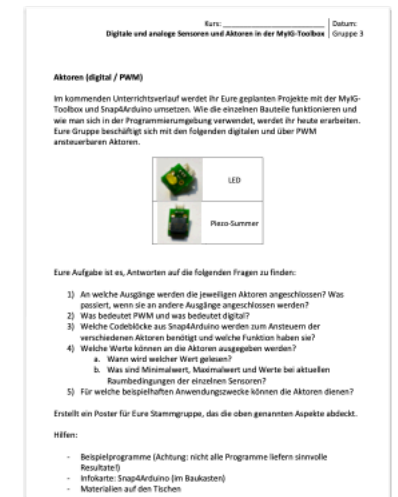 Kurs: Datum:
Digitale und analoge Sensoren und Aktoren in der MyIG-Toolbox Gruppe 3
Aktoren (digital / PWM)
Im kommenden Unterrichtsverlauf werdet ihr Eure geplanten Projekte mit der MyIG-
Toolbox und Snap4Arduino umsetzen. Wie die einzelnen Bauteile funktionieren und
wie man sich in der Programmierumgebung verwendet, werdet ihr heute erarbeiten.
Eure Gruppe beschäftigt sich mit den folgenden digitalen und über PWM
ansteuerbaren Aktoren.
LED
Piezo-Summer
Eure Aufgabe ist es, Antworten auf die folgenden Fragen zu finden:
1) An welche Ausgänge werden die jeweiligen Aktoren angeschlossen? Was
passiert, wenn sie an andere Ausgänge angeschlossen werden?
2) Was bedeutet PWM und was bedeutet digital?
3) Welche Codeblöcke aus Snap4Arduino werden zum Ansteuern der
verschiedenen Aktoren benötigt und welche Funktion haben sie?
4) Welche Werte können an die Aktoren ausgegeben werden?
a. Wann wird welcher Wert gelesen?
b. Was sind Minimalwert, Maximalwert und Werte bei aktuellen
Raumbedingungen der einzelnen Sensoren?
5) Für welche beispielhaften Anwendungszwecke können die Aktoren dienen?
Erstellt ein Poster für Eure Stammgruppe, das die oben genannten Aspekte abdeckt.
Hilfen:
- Beispielprogramme (Achtung: nicht alle Programme liefern sinnvolle
Resultate!)
- Infokarte: Snap4Arduino (im Baukasten)
- Materialien auf den Tischen